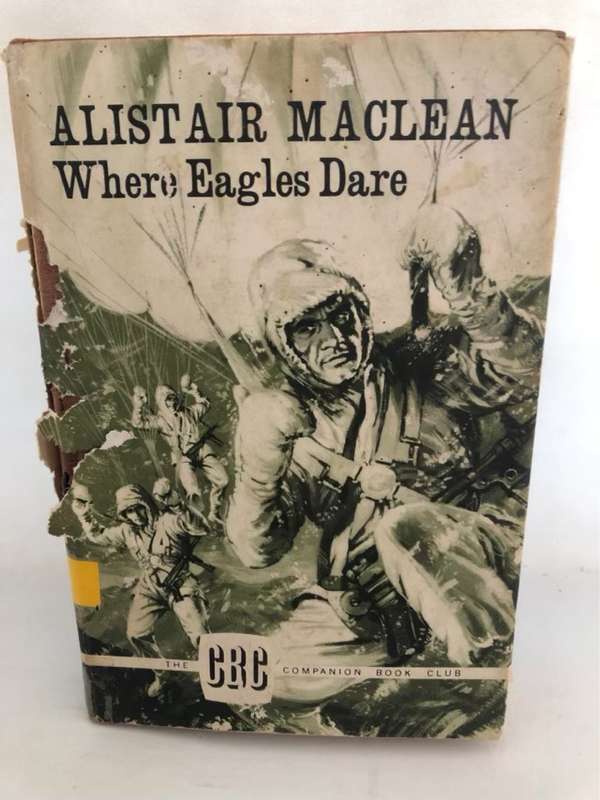 ALISTAIR MACLEAN
Where Eagles Dare
THE CBC COMPANION BOOK CLUB